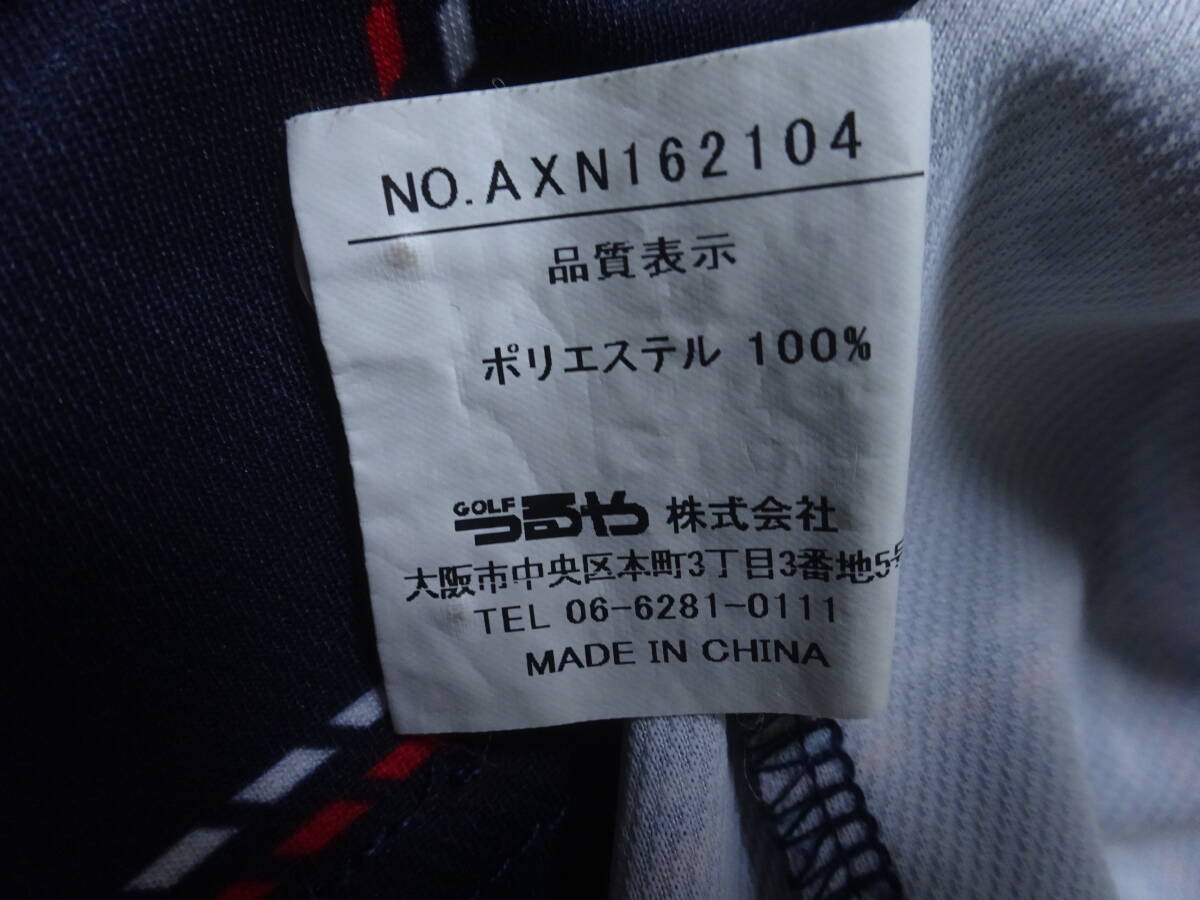 NO.AXN162104
品質表示
ポリエステル 100%
GOLF つるや 株式会社
大阪市中央区本町3丁目3番地5号
TEL 06-6281-0111
MADE IN CHINA